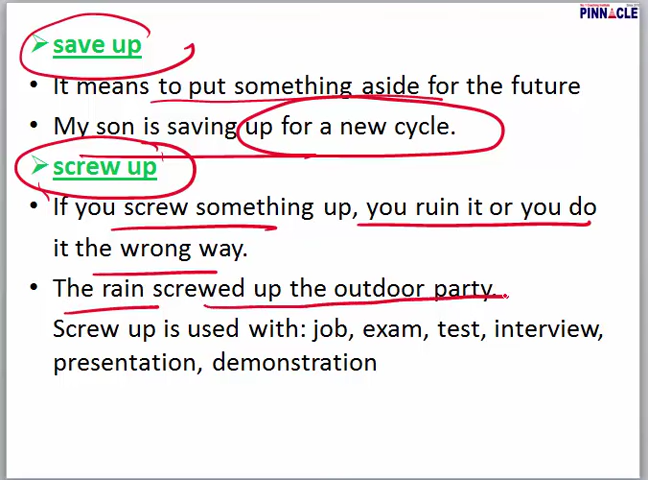 PINNACLE
save up
It means to put something aside for the future
My son is saving up for a new cycle.
screw up
If you screw something up, you ruin it or you do
it the wrong way.
The rain screwed up the outdoor party..
Screw up is used with: job, exam, test, interview,
presentation, demonstration